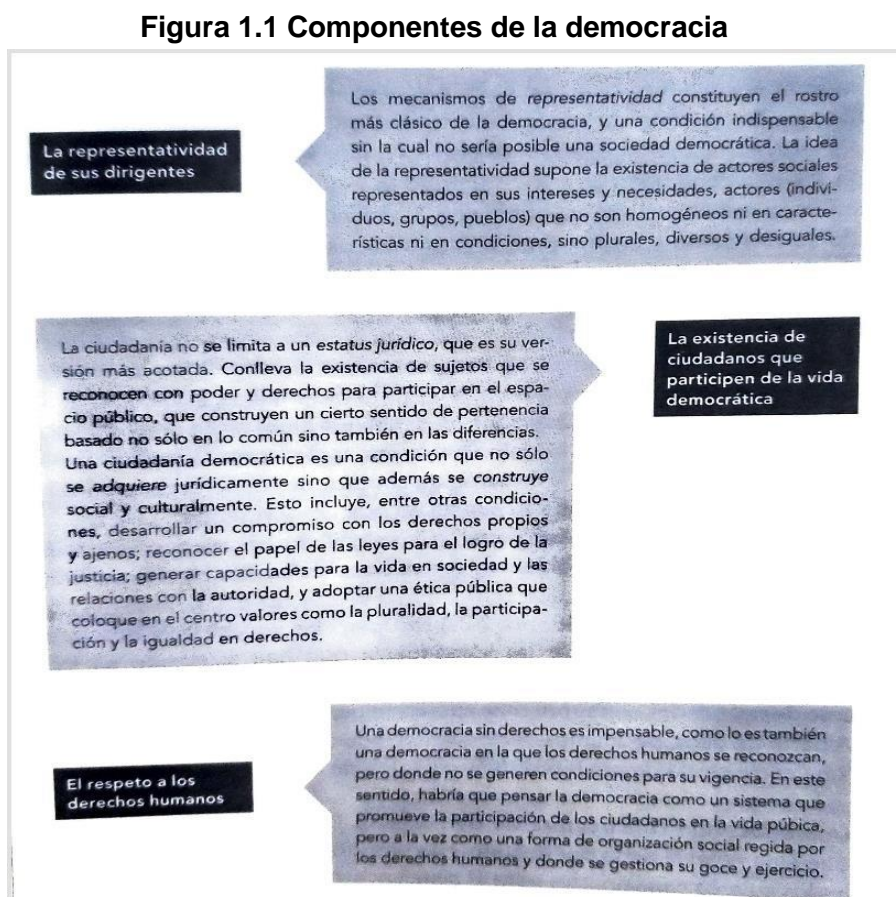 Figura 1.1 Componentes de la democracia
La representatividad
de sus dirigentes
Los mecanismos de representatividad constituyen el rostro
más clásico de la democracia, y una condición indispensable
sin la cual no sería posible una sociedad democrática. La idea
de la representatividad supone la existencia de actores sociales
representados en sus intereses y necesidades, actores (indivi-
duos, grupos, pueblos) que no son homogéneos ni en caracte-
rísticas ni en condiciones, sino plurales, diversos y desiguales.
La existencia de
ciudadanos que
participen de la vida
democrática
La ciudadanía no se limita a un estatus jurídico, que es su ver-
sión más acotada. Conlleva la existencia de sujetos que se
reconocen con poder y derechos para participar en el espa-
cio público, que construyen un cierto sentido de pertenencia
basado no sólo en lo común sino también en las diferencias.
Una ciudadanía democrática es una condición que no sólo
se adquiere jurídicamente sino que además se construye
social y culturalmente. Esto incluye, entre otras condicio-
nes, desarrollar un compromiso con los derechos propios
y ajenos; reconocer el papel de las leyes para el logro de la
justicia; generar capacidades para la vida en sociedad y las
relaciones con la autoridad, y adoptar una ética pública que
coloque en el centro valores como la pluralidad, la participa-
ción y la igualdad en derechos.
El respeto a los
derechos humanos
Una democracia sin derechos es impensable, como lo es también
una democracia en la que los derechos humanos se reconozcan,
pero donde no se generen condiciones para su vigencia. En este
sentido, habría que pensar la democracia como un sistema que
promueve la participación de los ciudadanos en la vida púbica,
pero a la vez como una forma de organización social regida por
los derechos humanos y donde se gestiona su goce y ejercicio.